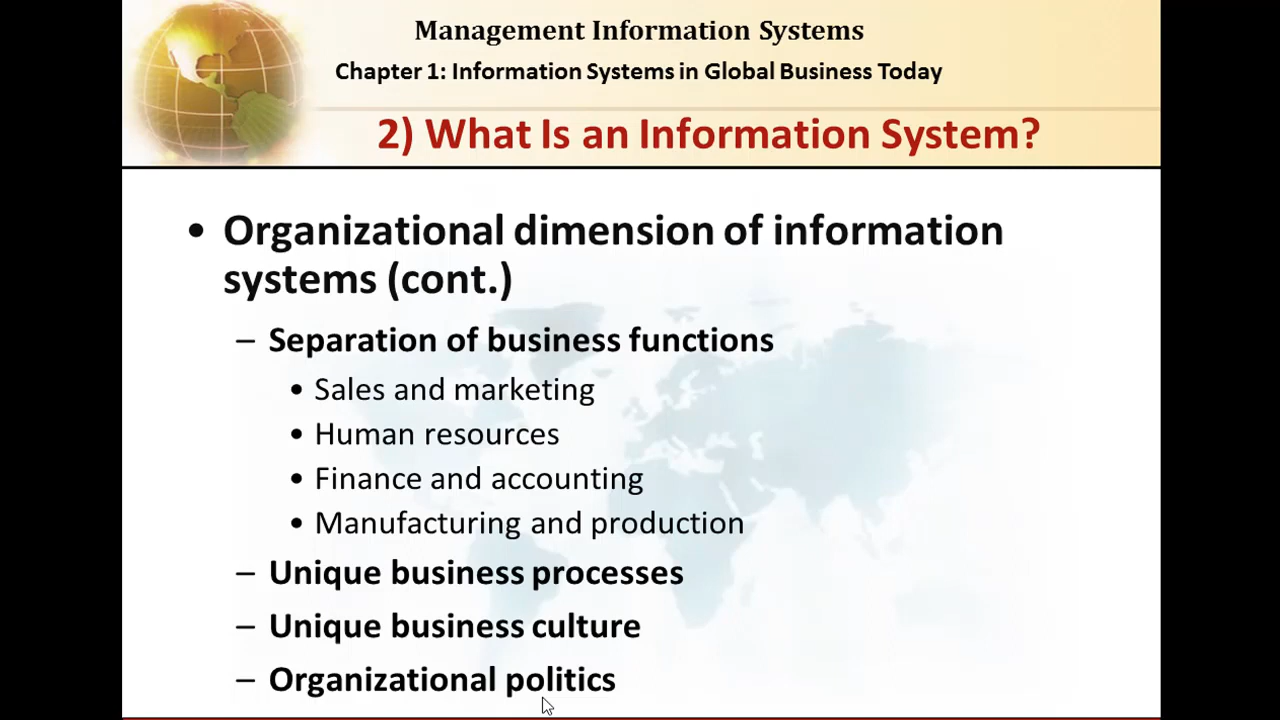 Management Information Systems
Chapter 1: Information Systems in Global Business Today
2) What Is an Information System?
• Organizational dimension of information
systems (cont.)
– Separation of business functions
• Sales and marketing
• Human resources
• Finance and accounting
• Manufacturing and production
– Unique business processes
– Unique business culture
– Organizational politics